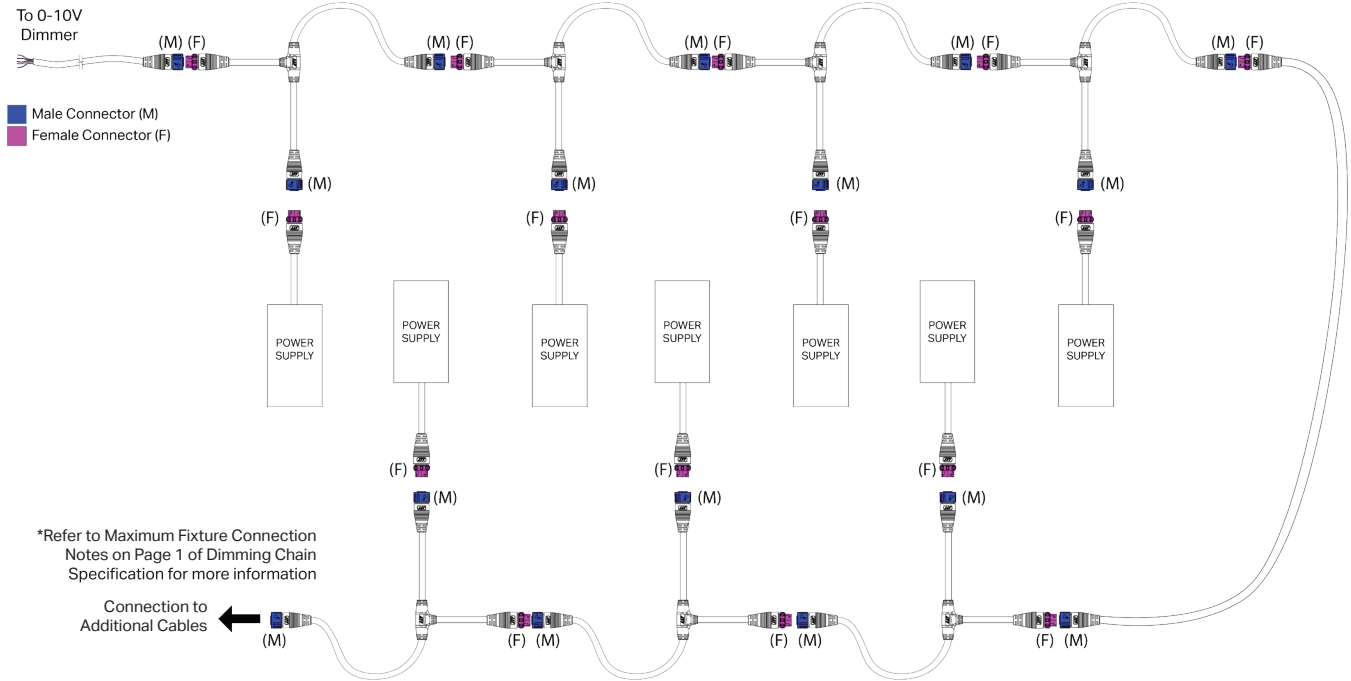 To 0-10V
Dimmer
(M) (F)
(M) (F)
(M) (F)
(M) (F)
(M) (F)
Male Connector (M)
Female Connector (F)
(M)
(M)
(M)
(M)
(F)
(F)
(F)
(F)
POWER
SUPPLY
POWER
SUPPLY
POWER
SUPPLY
POWER
SUPPLY
POWER
SUPPLY
POWER
SUPPLY
POWER
SUPPLY
(F)
(F)
(F)
(M)
(M)
(M)
*Refer to Maximum Fixture Connection
Notes on Page 1 of Dimming Chain
Specification for more information
Connection to
Additional Cables
(M)
(F) (M)
(F) (M)
(F) (M)